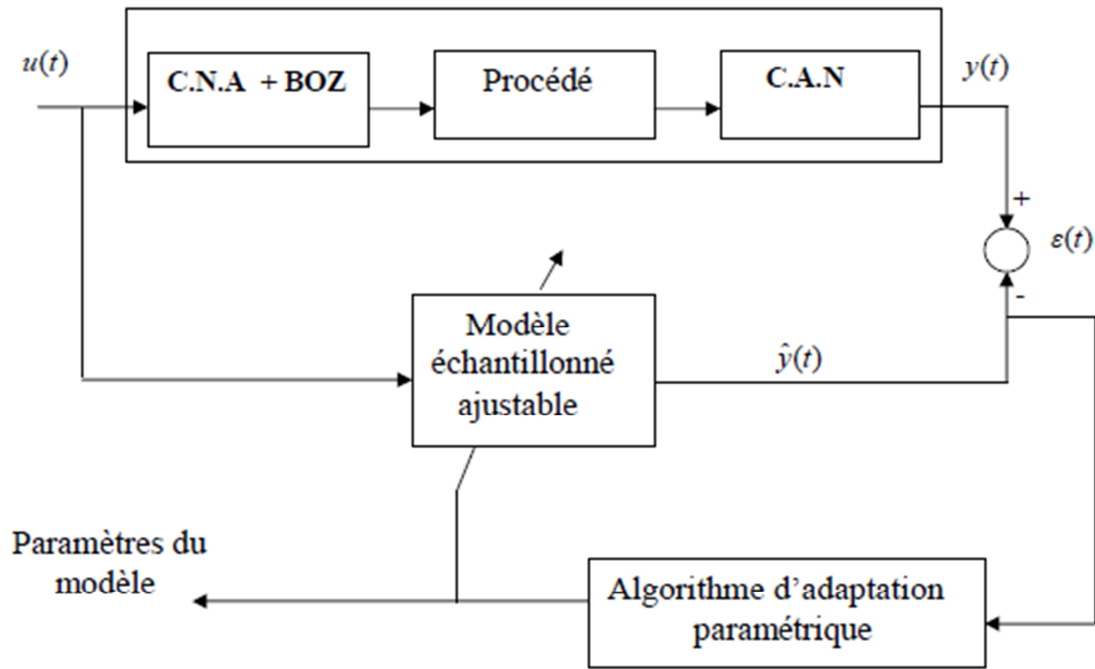 u(t)
C.N.A + BOZ
Procédé
C.A.N
y(t)
+
ε(t)
-
Modèle
échantillonné
ajustable
ŷ(t)
Paramètres du
modèle
Algorithme d’adaptation
paramétrique